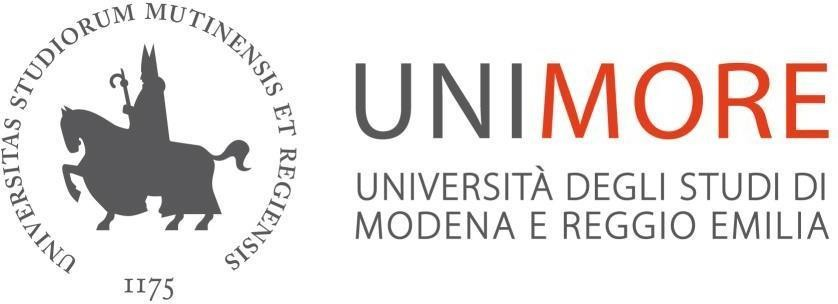 UNIVERSITAS STUDIORUM MUTINENSIS ET REGIENSIS
1175
UNIMORE
UNIVERSITÀ DEGLI STUDI DI
MODENA E REGGIO EMILIA